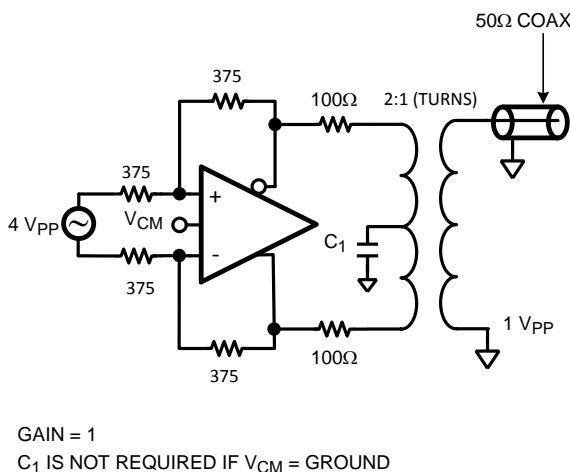 50Ω COAX
375
100Ω
2:1 (TURNS)
375
+
VCM
4 VPP
-
C1
375
375
100Ω
1 VPP
GAIN = 1
C1 IS NOT REQUIRED IF VCM = GROUND